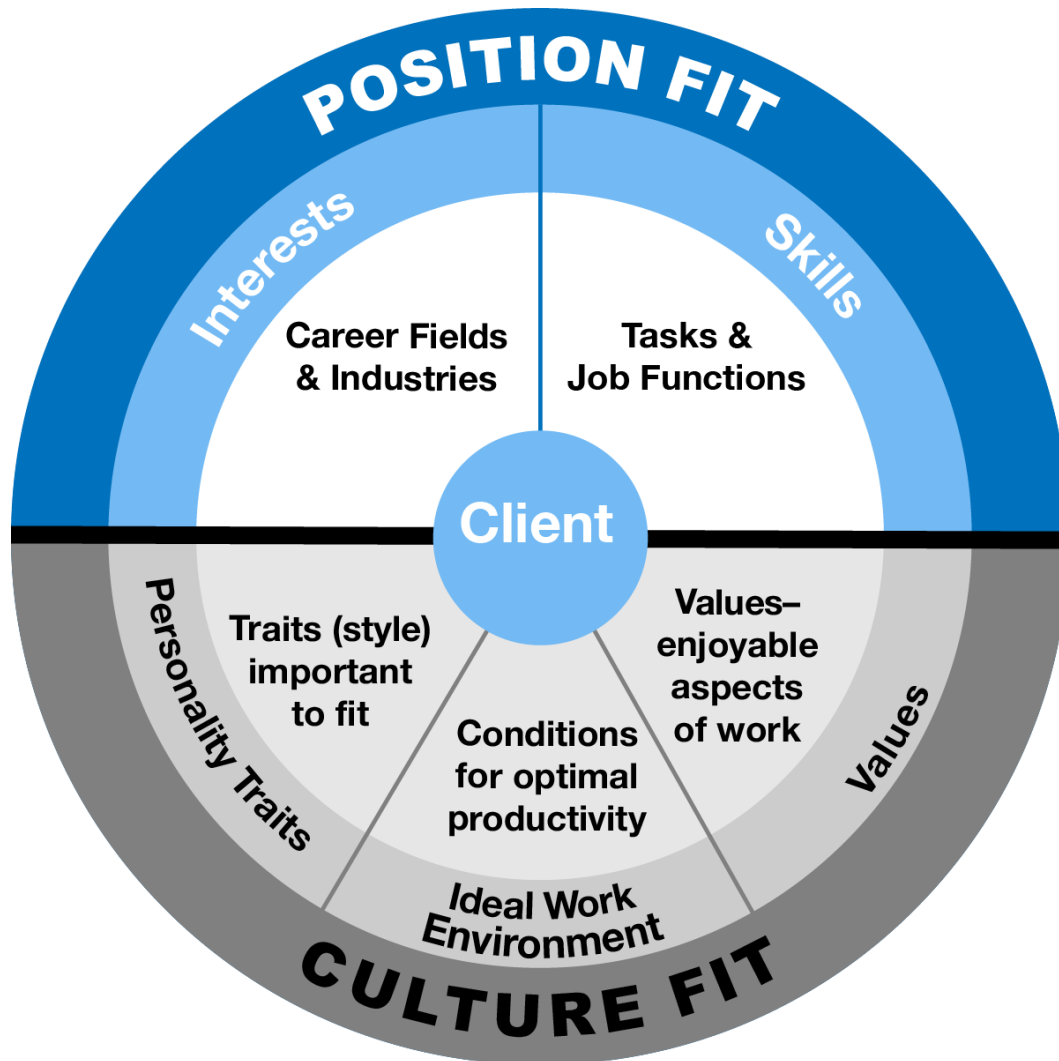 POSITION FIT
Interests
Skills
Career Fields
& Industries
Tasks &
Job Functions
Client
Personality Traits
Traits (style)
important
to fit
Conditions
for optimal
productivity
Values–
enjoyable
aspects
of work
Values
Ideal Work
Environment
CULTURE FIT